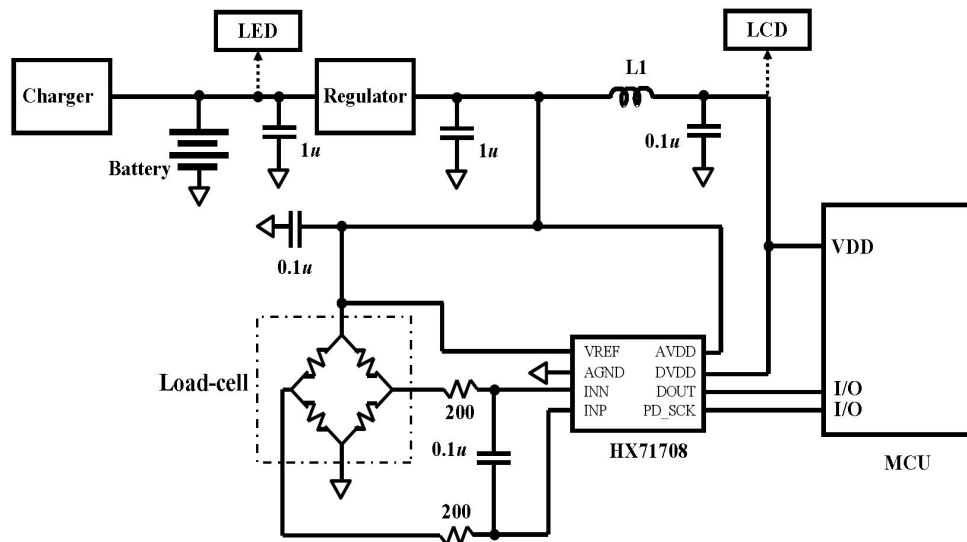 LED
LCD
Charger
Regulator
L1
1u
1u
0.1u
Battery
0.1u
VDD
Load-cell
VREF AVDD
AGND DVDD
INN DOUT
INP PD_SCK
I/O
I/O
200
0.1u
HX71708
MCU
200